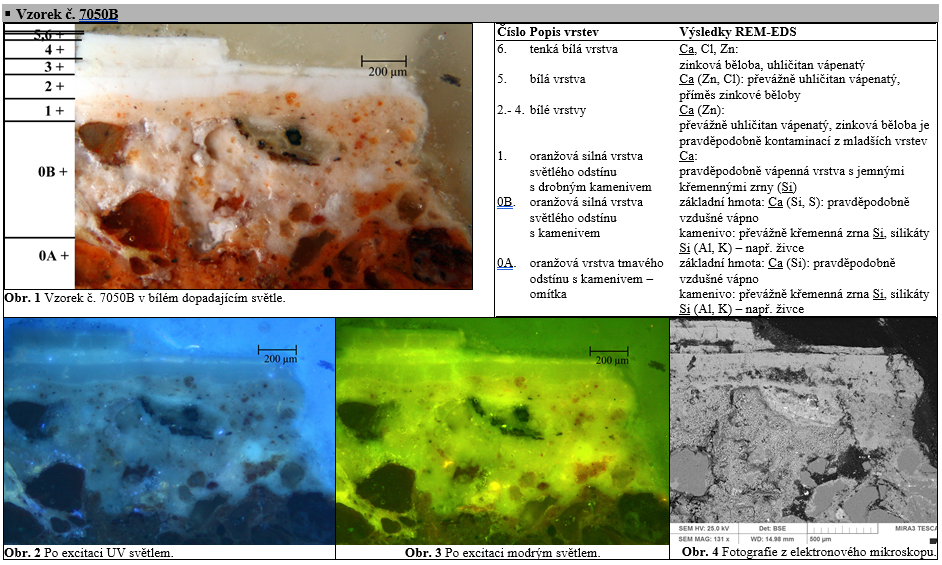 ▪ Vzorek č. 7050B
5,6 +
4 +
3 +
2 +
1 +
0B +
0A +
200 µm
Obr. 1 Vzorek č. 7050B v bílém dopadajícím světle.
Číslo Popis vrstev Výsledky REM-EDS
6. tenká bílá vrstva Ca, Cl, Zn:
zinková běloba, uhličitan vápenatý
5. bílá vrstva Ca (Zn, Cl): převážně uhličitan vápenatý,
příměs zinkové běloby
2.- 4. bílé vrstvy Ca (Zn):
převážně uhličitan vápenatý, zinková běloba je
pravděpodobně kontaminací z mladších vrstev
1. oranžová silná vrstva Ca:
světlého odstínu pravděpodobně vápenná vrstva s jemnými
s drobným kamenivem křemennými zrny (Si)
0B. oranžová silná vrstva základní hmota: Ca (Si, S): pravděpodobně
světlého odstínu vzdušné vápno
s kamenivem kamenivo: převážně křemenná zrna Si, silikáty
Si (Al, K) – např. živce
0A. oranžová vrstva tmavého základní hmota: Ca (Si): pravděpodobně
odstínu s kamenivem – vzdušné vápno
omítka kamenivo: převážně křemenná zrna Si, silikáty
Si (Al, K) – např. živce
200 µm
Obr. 2 Po excitaci UV světlem.
200 µm
Obr. 3 Po excitaci modrým světlem.
SEM HV: 25.0 kV Det: BSE MIRA3 TESCA
SEM MAG: 131 x WD: 14.98 mm 500 µm
Obr. 4 Fotografie z elektronového mikroskopu.